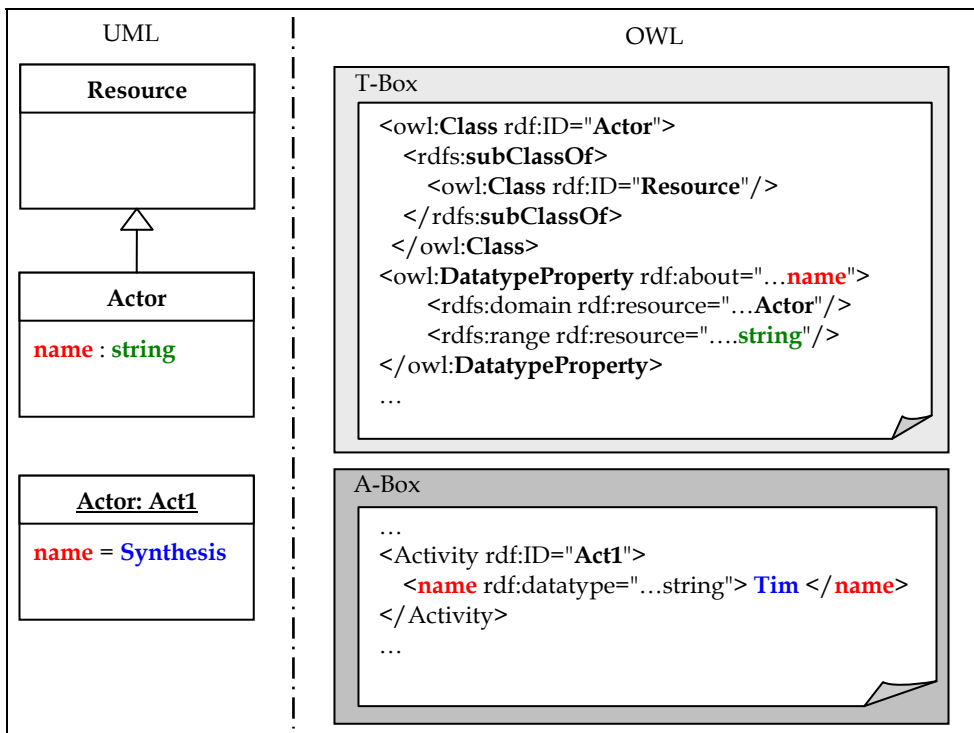 UML
Resource
Actor
name : string
Actor: Act1
name = Synthesis
OWL
T-Box
<owl:Class rdf:ID="Actor">
<rdfs:subClassOf>
<owl:Class rdf:ID="Resource"/>
</rdfs:subClassOf>
</owl:Class>
<owl:DatatypeProperty rdf:about="…name">
<rdfs:domain rdf:resource="…Actor"/>
<rdfs:range rdf:resource="….string"/>
</owl:DatatypeProperty>
…
A-Box
…
<Activity rdf:ID="Act1">
<name rdf:datatype="…string"> Tim </name>
</Activity>
…